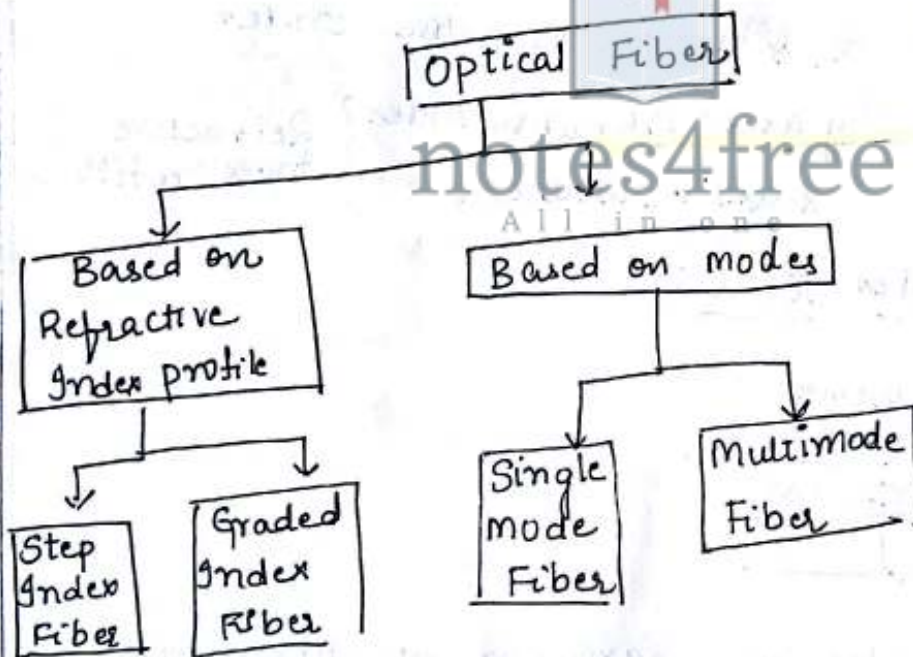 Optical Fiber
notes4free
All in one
Based on
Refractive
Index profile
Based on modes
Step
Index
Fiber
Graded
Index
Fiber
Single
mode
Fiber
Multimode
Fiber